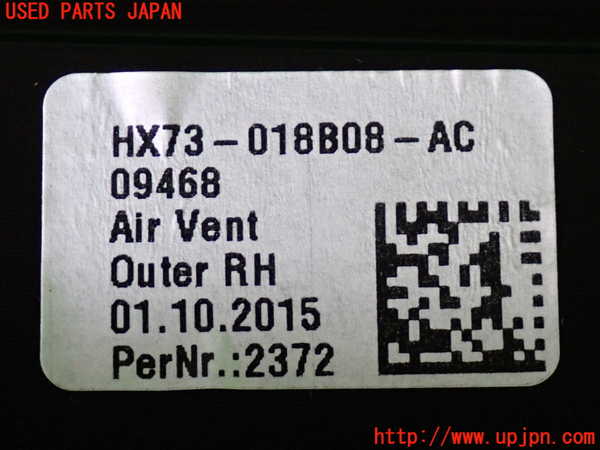 USED PARTS JAPAN
HX73-018B08-AC
09468
Air Vent
Outer RH
01.10.2015
PerNr.:2372
http://www.upjpn.com